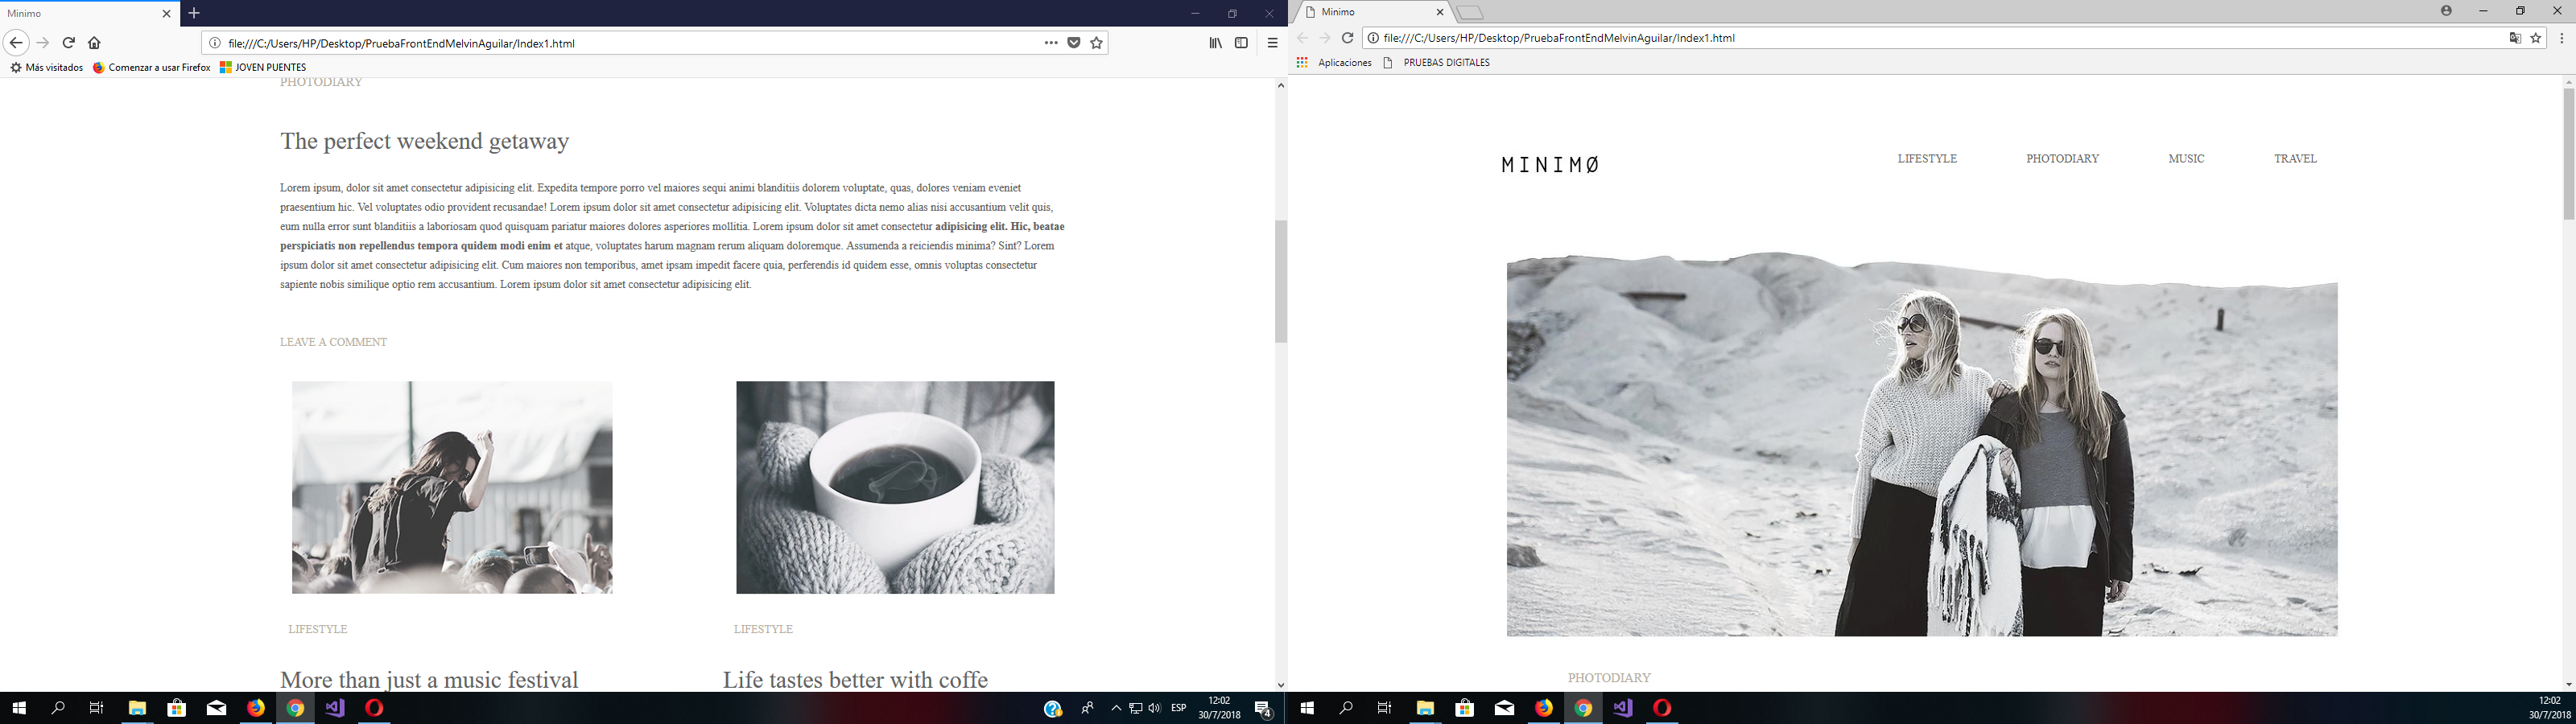 Minimo
file:///C:/Users/HP/Desktop/PruebaFrontEndMelvinAguilar/Index1.html
Más visitados
Comenzar a usar Firefox
JOVEN PUENTES
PHOTODIARY
The perfect weekend getaway
Lorem ipsum, dolor sit amet consectetur adipisicing elit. Expedita tempore porro vel maiores sequi animi blanditiis dolorem voluptate, quas, dolores veniam eveniet
praesentium hic. Vel voluptates odio provident recusandae! Lorem ipsum dolor sit amet consectetur adipisicing elit. Voluptates dicta nemo alias nisi accusantium velit quis,
eum nulla error sunt blanditiis a laboriosam quod quisquam pariatur maiores dolores asperiores mollitia. Lorem ipsum dolor sit amet consectetur adipisicing elit. Hic, beatae
perspiciatis non repellendus tempora quidem modi enim et atque, voluptates harum magnam rerum aliquam doloremque. Assumenda a reiciendis minima? Sint? Lorem
ipsum dolor sit amet consectetur adipisicing elit. Cum maiores non temporibus, amet ipsam impedit facere quia, perferendis id quidem esse, omnis voluptas consectetur
sapiente nobis similique optio rem accusantium. Lorem ipsum dolor sit amet consectetur adipisicing elit.
LEAVE A COMMENT
LIFESTYLE
LIFESTYLE
More than just a music festival
Life tastes better with coffe
ESP
12:02
30/7/2018
4
Minimo
file:///C:/Users/HP/Desktop/PruebaFrontEndMelvinAguilar/Index1.html
Aplicaciones
PRUEBAS DIGITALES
MINIMØ
LIFESTYLE
PHOTODIARY
MUSIC
TRAVEL
PHOTODIARY
12:02
30/7/2018